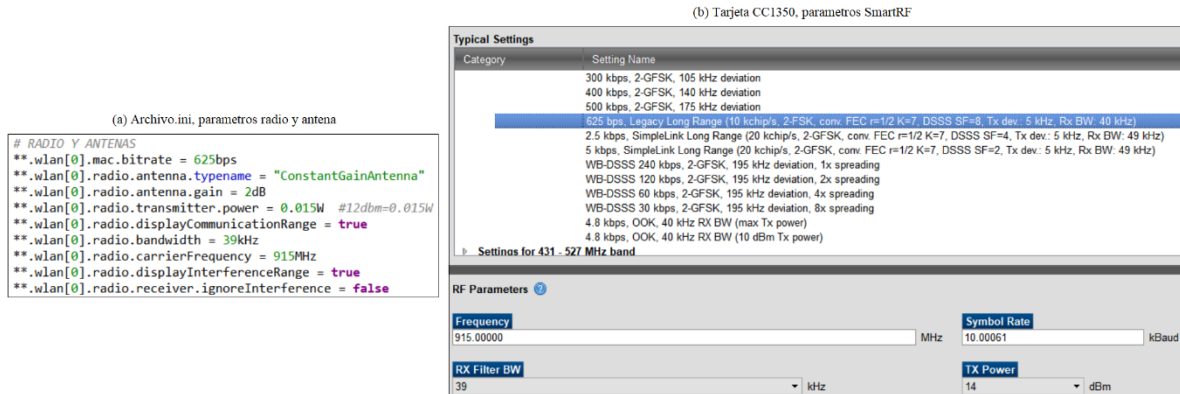 (b) Tarjeta CC1350, parametros SmartRF
Typical Settings
Category Setting Name
300 kbps, 2-GFSK, 105 kHz deviation
400 kbps, 2-GFSK, 140 kHz deviation
500 kbps, 2-GFSK, 175 kHz deviation
625 bps, Legacy Long Range (10 kchip/s, 2-FSK, conv. FEC r=1/2 K=7, DSSS SF=8, Tx dev.: 5 kHz, Rx BW: 40 kHz)
2.5 kbps, SimpleLink Long Range (20 kchip/s, 2-GFSK, conv. FEC r=1/2 K=7, DSSS SF=4, Tx dev.: 5 kHz, Rx BW: 49 kHz)
5 kbps, SimpleLink Long Range (20 kchip/s, 2-GFSK, conv. FEC r=1/2 K=7, DSSS SF=2, Tx dev.: 5 kHz, Rx BW: 49 kHz)
WB-DSSS 240 kbps, 2-GFSK, 195 kHz deviation, 1x spreading
WB-DSSS 120 kbps, 2-GFSK, 195 kHz deviation, 2x spreading
WB-DSSS 60 kbps, 2-GFSK, 195 kHz deviation, 4x spreading
WB-DSSS 30 kbps, 2-GFSK, 195 kHz deviation, 8x spreading
4.8 kbps, OOK, 40 kHz RX BW (max Tx power)
4.8 kbps, OOK, 40 kHz RX BW (10 dBm Tx power)
Settings for 431 - 527 MHz band
RF Parameters ?
Frequency Symbol Rate
915.00000 MHz 10.00061 kBaud
RX Filter BW TX Power
39 kHz 14 dBm
(a) Archivo.ini, parametros radio y antena
# RADIO Y ANTENAS
**.wlan[0].mac.bitrate = 625bps
**.wlan[0].radio.antenna.typename = "ConstantGainAntenna"
**.wlan[0].radio.antenna.gain = 2dB
**.wlan[0].radio.transmitter.power = 0.015W #12dbm=0.015W
**.wlan[0].radio.displayCommunicationRange = true
**.wlan[0].radio.bandwidth = 39kHz
**.wlan[0].radio.carrierFrequency = 915MHz
**.wlan[0].radio.displayInterferenceRange = true
**.wlan[0].radio.receiver.ignoreInterference = false